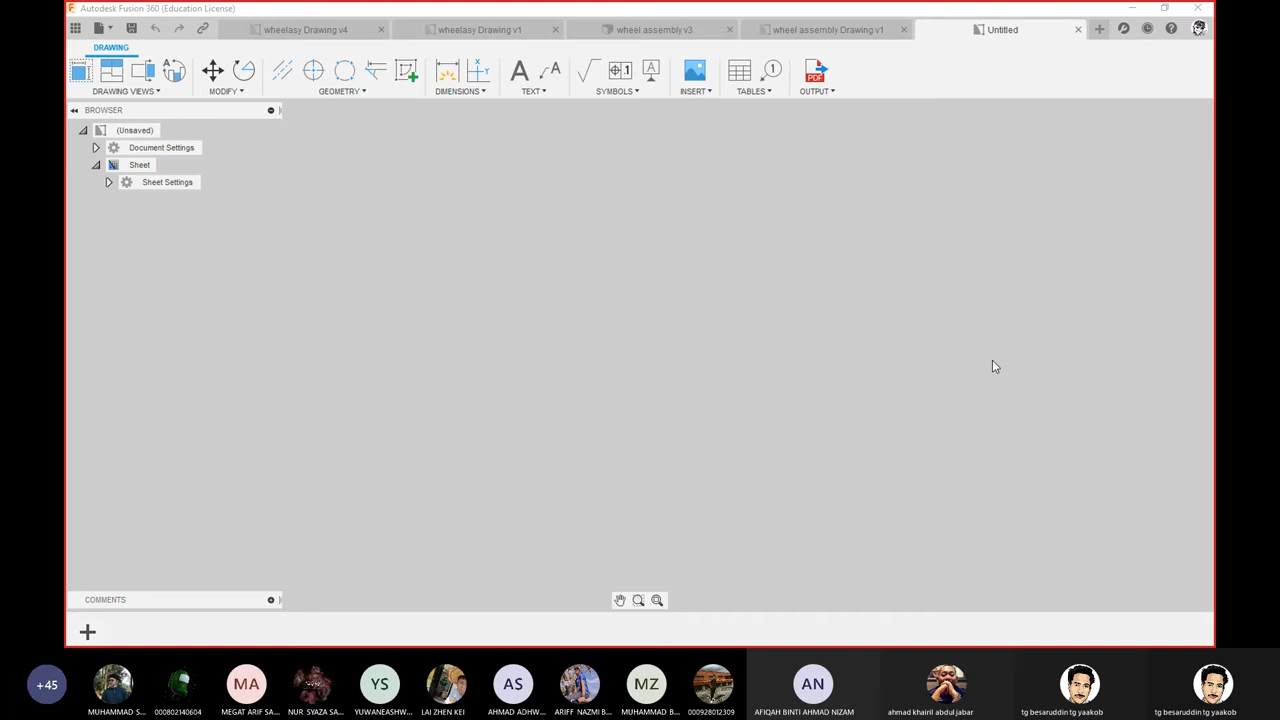 Autodesk Fusion 360 (Education License)
wheelasy Drawing v4
wheelasy Drawing v1
wheel assembly v3
wheel assembly Drawing v1
Untitled
DRAWING
DRAWING VIEWS
MODIFY
GEOMETRY
DIMENSIONS
TEXT
SYMBOLS
INSERT
TABLES
OUTPUT
BROWSER
(Unsaved)
Document Settings
Sheet
Sheet Settings
COMMENTS
+45
MA
YS
AS
MZ
AN
MUHAMMAD S...
000802140604
MEGAT ARIF SA...
NUR SYAZA SA...
YUWANEASHW...
LAI ZHEN KEI
AHMAD ADHW...
ARIFF NAZMI B...
MUHAMMAD B...
000928012309
AFIQAH BINTI AHMAD NIZAM
ahmad khairil abdul jabar
tg besaruddin tg yaakob
tg besaruddin tg yaakob